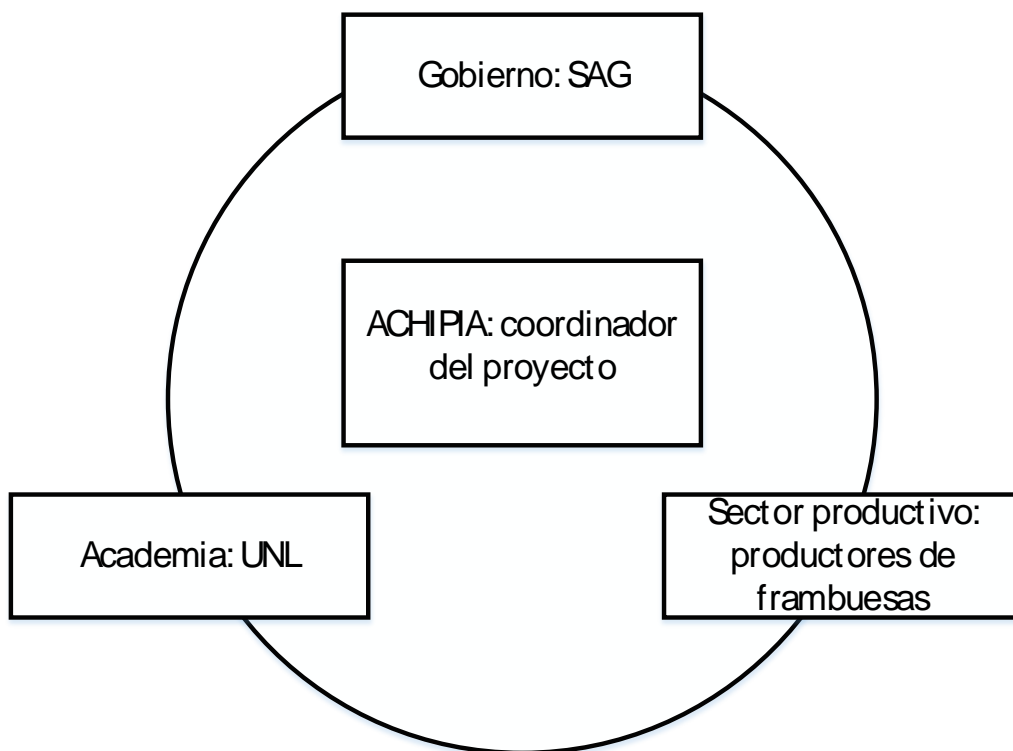 Gobierno: SAG
ACHIPIA: coordinador
del proyecto
Academia: UNL
Sector productivo:
productores de
frambuesas